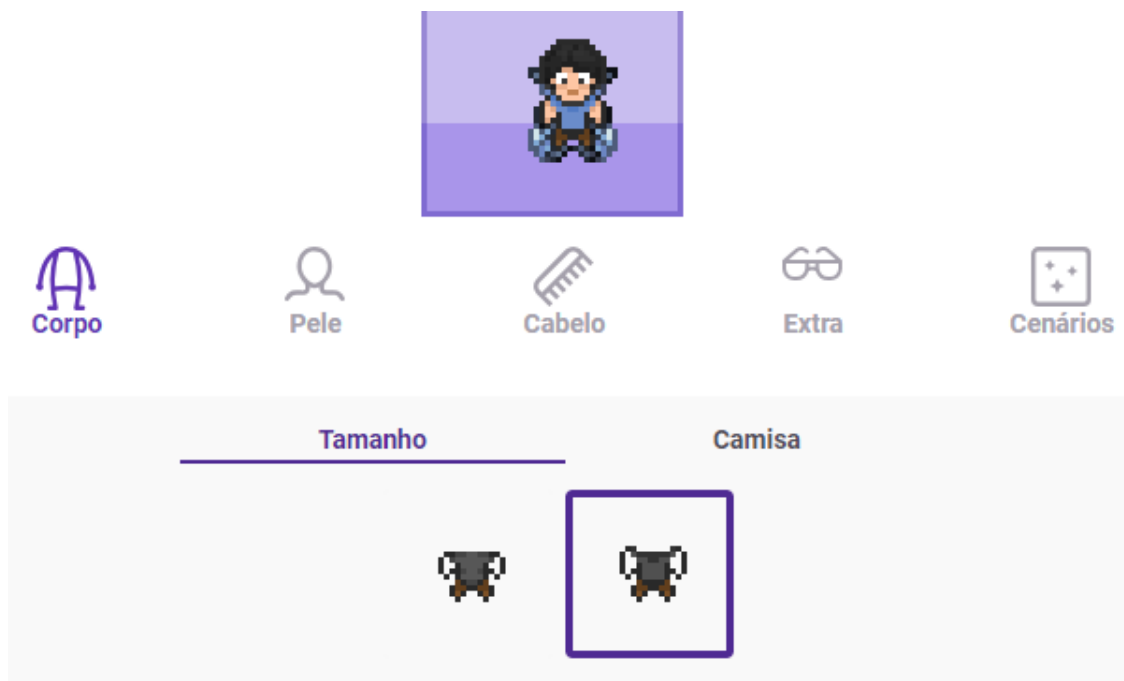 Corpo
Pele
Cabelo
Extra
Cenários
Tamanho
Camisa